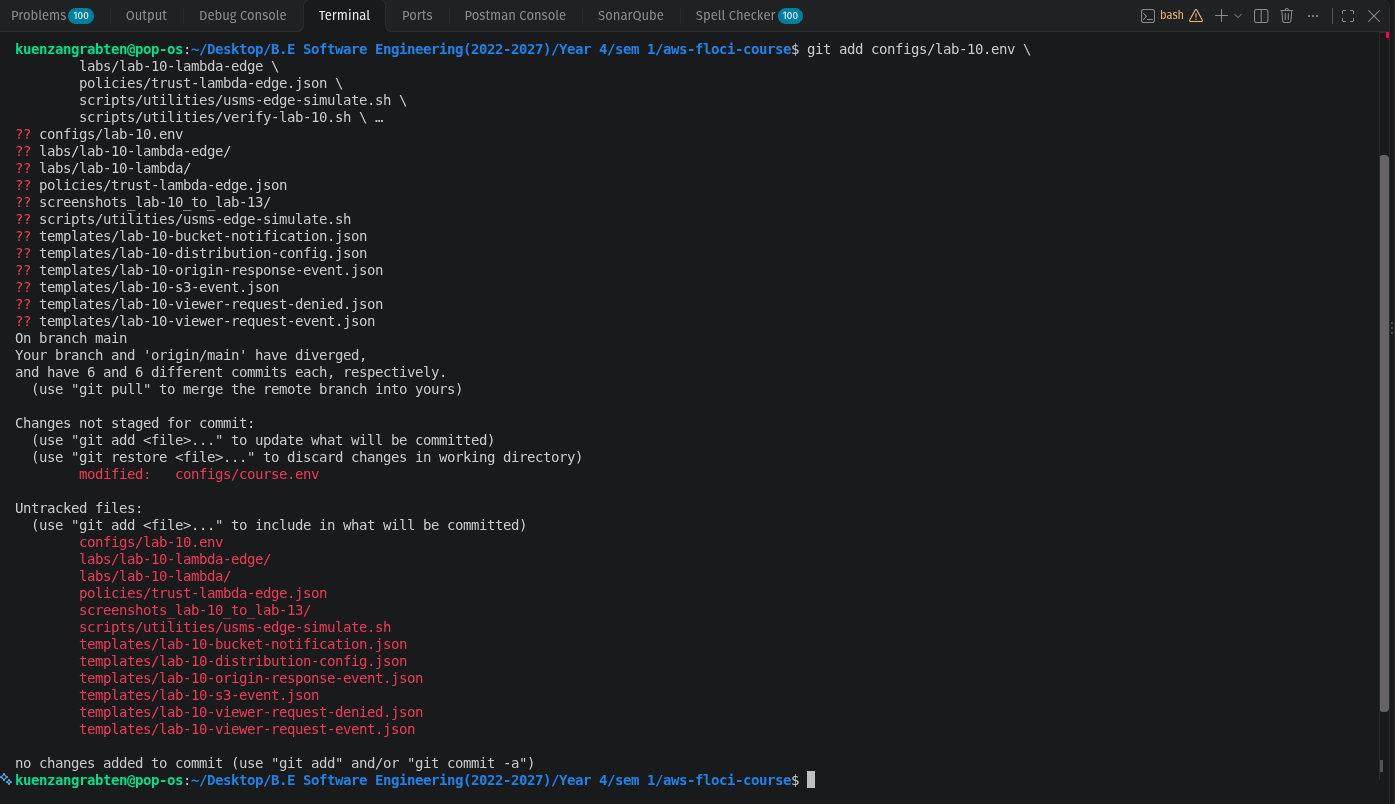 Problems 100 Output Debug Console Terminal Ports Postman Console SonarQube Spell Checker 100 bash
kuenzangrabten@pop-os:~/Desktop/B.E Software Engineering(2022-2027)/Year 4/sem 1/aws-floci-course$ git add configs/lab-10.env \
        labs/lab-10-lambda-edge \
        policies/trust-lambda-edge.json \
        scripts/utilities/usms-edge-simulate.sh \
        scripts/utilities/verify-lab-10.sh \ …
?? configs/lab-10.env
?? labs/lab-10-lambda-edge/
?? labs/lab-10-lambda/
?? policies/trust-lambda-edge.json
?? screenshots_lab-10_to_lab-13/
?? scripts/utilities/usms-edge-simulate.sh
?? templates/lab-10-bucket-notification.json
?? templates/lab-10-distribution-config.json
?? templates/lab-10-origin-response-event.json
?? templates/lab-10-s3-event.json
?? templates/lab-10-viewer-request-denied.json
?? templates/lab-10-viewer-request-event.json
On branch main
Your branch and 'origin/main' have diverged,
and have 6 and 6 different commits each, respectively.
  (use "git pull" to merge the remote branch into yours)

Changes not staged for commit:
  (use "git add <file>..." to update what will be committed)
  (use "git restore <file>..." to discard changes in working directory)
        modified:   configs/course.env

Untracked files:
  (use "git add <file>..." to include in what will be committed)
        configs/lab-10.env
        labs/lab-10-lambda-edge/
        labs/lab-10-lambda/
        policies/trust-lambda-edge.json
        screenshots_lab-10_to_lab-13/
        scripts/utilities/usms-edge-simulate.sh
        templates/lab-10-bucket-notification.json
        templates/lab-10-distribution-config.json
        templates/lab-10-origin-response-event.json
        templates/lab-10-s3-event.json
        templates/lab-10-viewer-request-denied.json
        templates/lab-10-viewer-request-event.json

no changes added to commit (use "git add" and/or "git commit -a")
kuenzangrabten@pop-os:~/Desktop/B.E Software Engineering(2022-2027)/Year 4/sem 1/aws-floci-course$